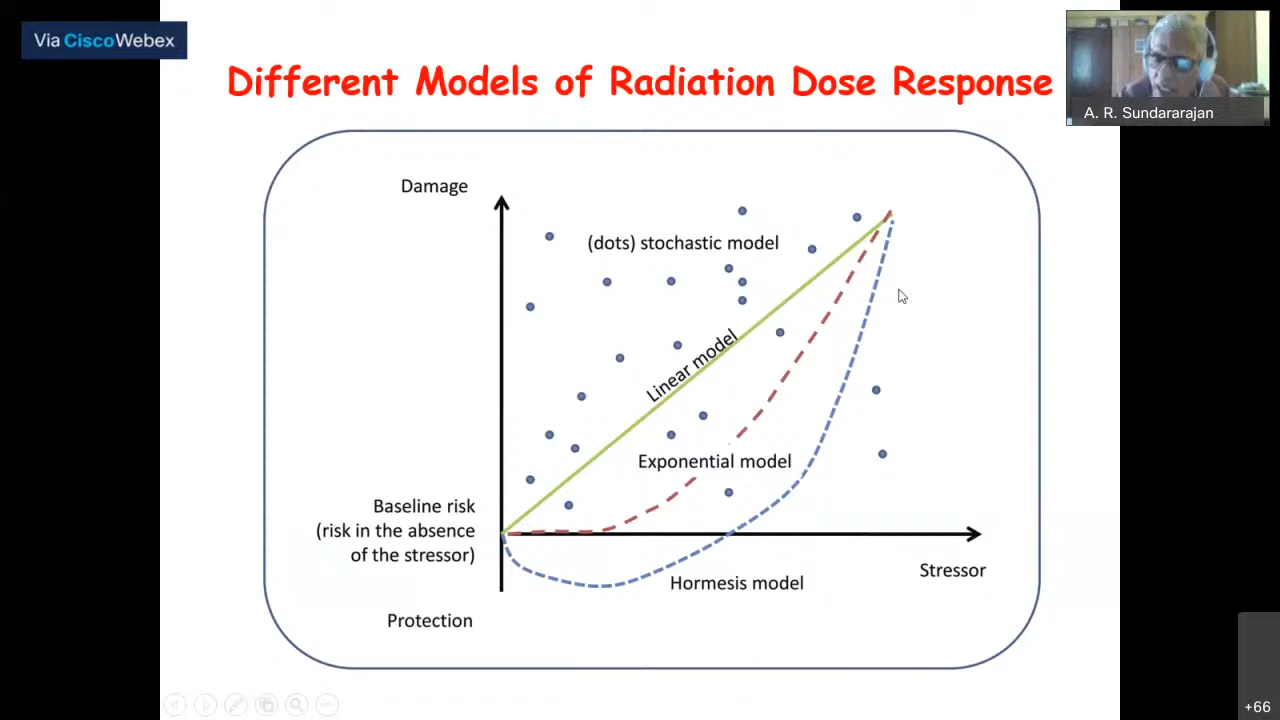 Via CiscoWebex
Different Models of Radiation Dose Response
A. R. Sundararajan
Damage
(dots) stochastic model
Linear model
Exponential model
Baseline risk
(risk in the absence
of the stressor)
Stressor
Hormesis model
Protection
+66